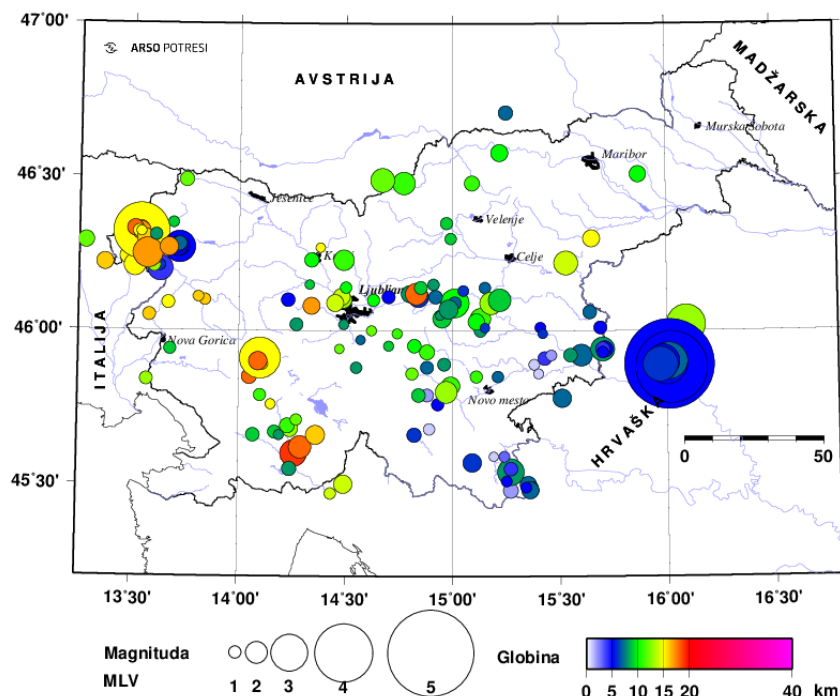 47°00'
ARSO POTRESI
AVSTRIJA
MADŽARSKA
Murska Sobota
Maribor
46°30'
Jesenice
Velenje
Celje
Ljubljana
46°00'
Nova Gorica
ITALIJA
Novo mesto
HRVAŠKA
0 50
45°30'
13°30' 14°00' 14°30' 15°00' 15°30' 16°00' 16°30'
Magnituda
MLV
1 2 3 4 5
Globina
0 5 10 15 20 40 km